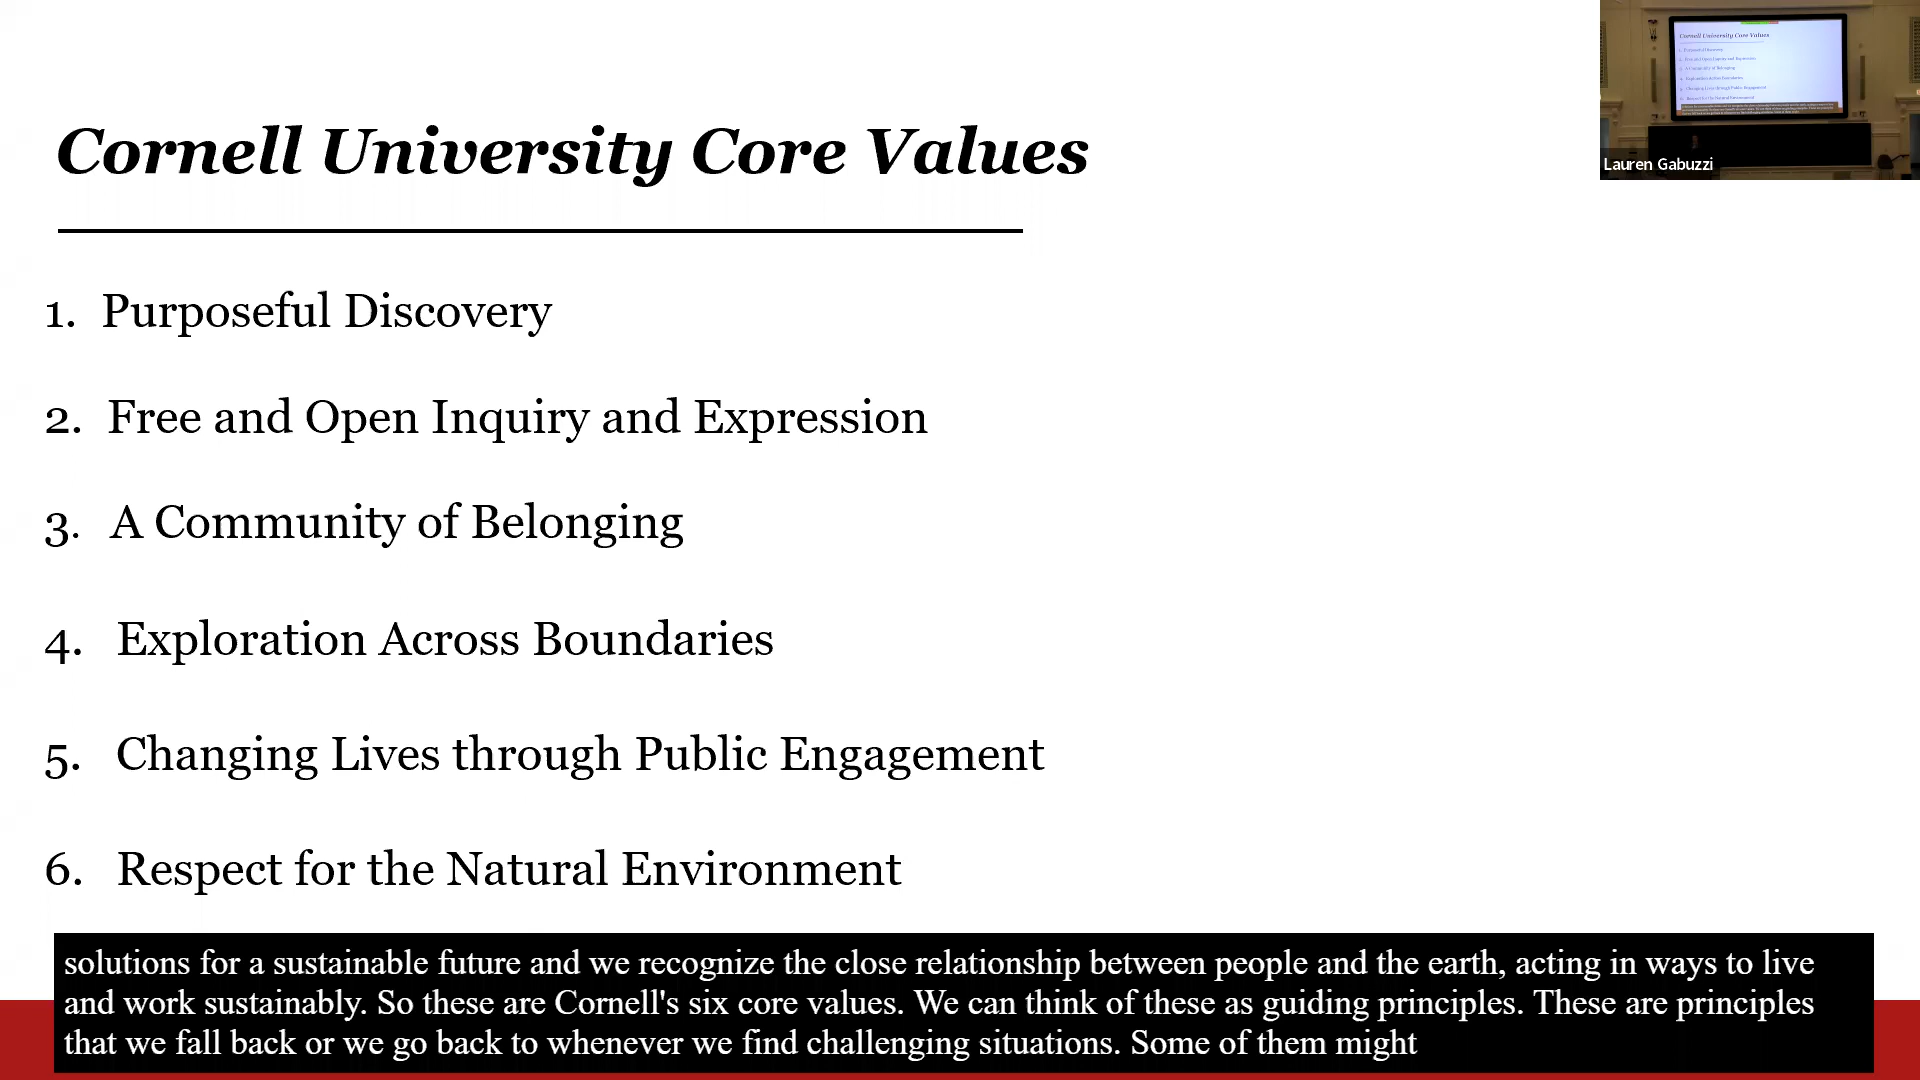 Cornell University Core Values
1. Purposeful Discovery
2. Free and Open Inquiry and Expression
3. A Community of Belonging
4. Exploration Across Boundaries
5. Changing Lives through Public Engagement
6. Respect for the Natural Environment
solutions for a sustainable future and we recognize the close relationship between people and the earth, acting in ways to live
and work sustainably. So these are Cornell's six core values. We can think of these as guiding principles. These are principles
that we fall back or we go back to whenever we find challenging situations. Some of them might
Cornell University Core Values
Lauren Gabuzzi